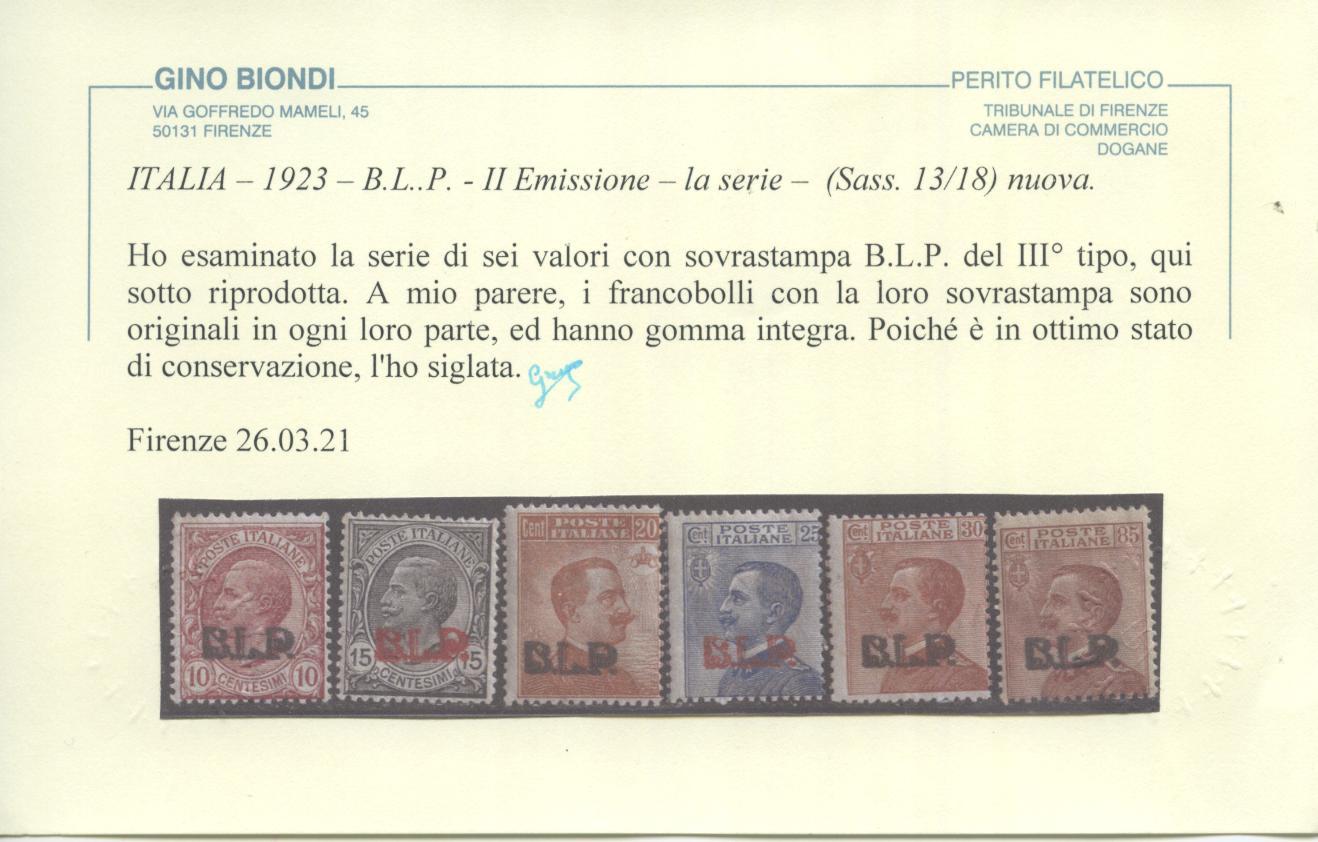 GINO BIONDI
VIA GOFFREDO MAMELI, 45
50131 FIRENZE
PERITO FILATELICO
TRIBUNALE DI FIRENZE
CAMERA DI COMMERCIO
DOGANE
ITALIA – 1923 – B.L..P. - II Emissione – la serie – (Sass. 13/18) nuova.
Ho esaminato la serie di sei valori con sovrastampa B.L.P. del III° tipo, qui
sotto riprodotta. A mio parere, i francobolli con la loro sovrastampa sono
originali in ogni loro parte, ed hanno gomma integra. Poiché è in ottimo stato
di conservazione, l'ho siglata.
Firenze 26.03.21
POSTE ITALIANE
B.L.P.
10 CENTESIMI 10
POSTE ITALIANE
B.L.P.
15 CENTESIMI 15
Cent POSTE ITALIANE 20
B.L.P.
Cent. POSTE ITALIANE 25
B.L.P.
Cent. POSTE ITALIANE 30
B.L.P.
Cent. POSTE ITALIANE 85
B.L.P.